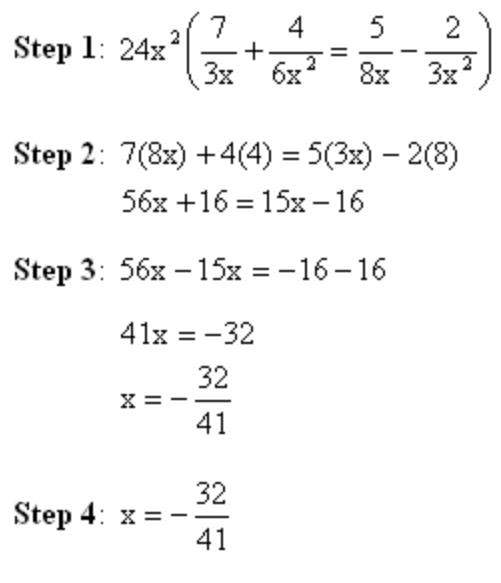 Step 1: 24x²(7/3x + 4/6x² = 5/8x − 2/3x²)
Step 2: 7(8x) + 4(4) = 5(3x) − 2(8)
56x + 16 = 15x − 16
Step 3: 56x − 15x = −16 − 16
41x = −32
x = −32/41
Step 4: x = −32/41